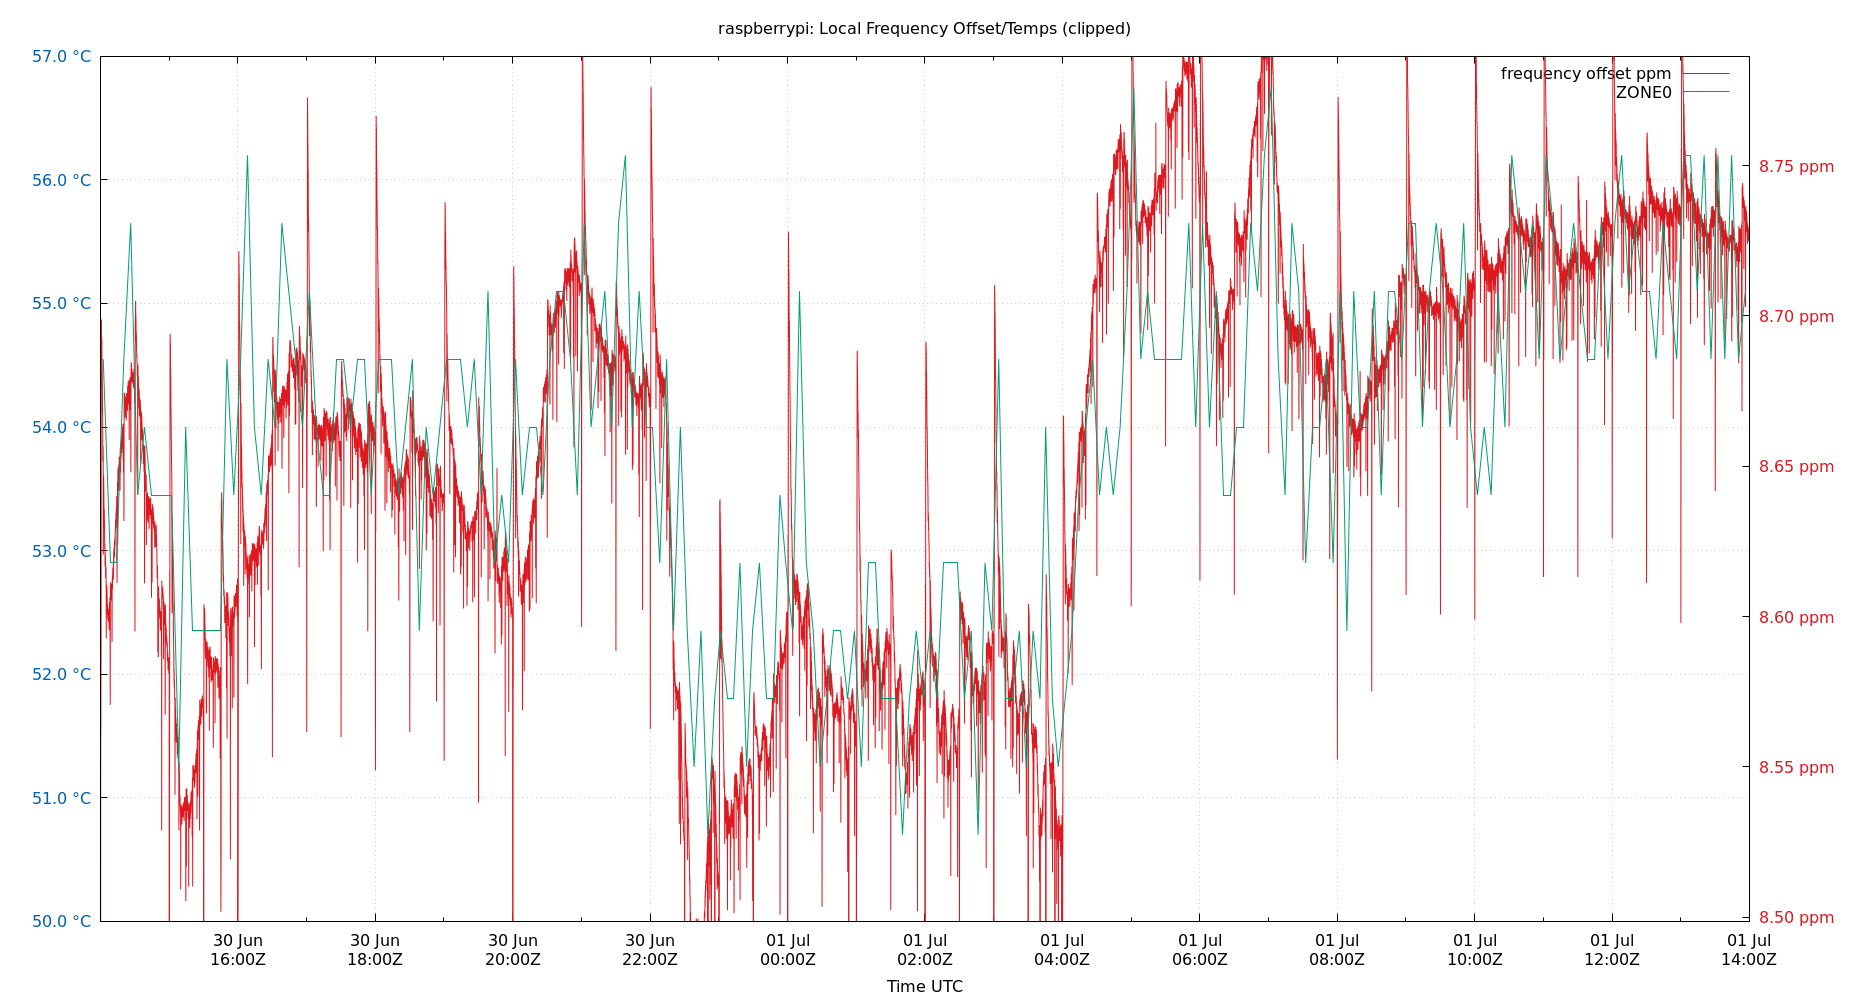 raspberrypi: Local Frequency Offset/Temps (clipped)
57.0 °C
56.0 °C
55.0 °C
54.0 °C
53.0 °C
52.0 °C
51.0 °C
50.0 °C
frequency offset ppm
ZONE0
8.75 ppm
8.70 ppm
8.65 ppm
8.60 ppm
8.55 ppm
8.50 ppm
30 Jun
16:00Z
30 Jun
18:00Z
30 Jun
20:00Z
30 Jun
22:00Z
01 Jul
00:00Z
01 Jul
02:00Z
01 Jul
04:00Z
01 Jul
06:00Z
01 Jul
08:00Z
01 Jul
10:00Z
01 Jul
12:00Z
01 Jul
14:00Z
Time UTC